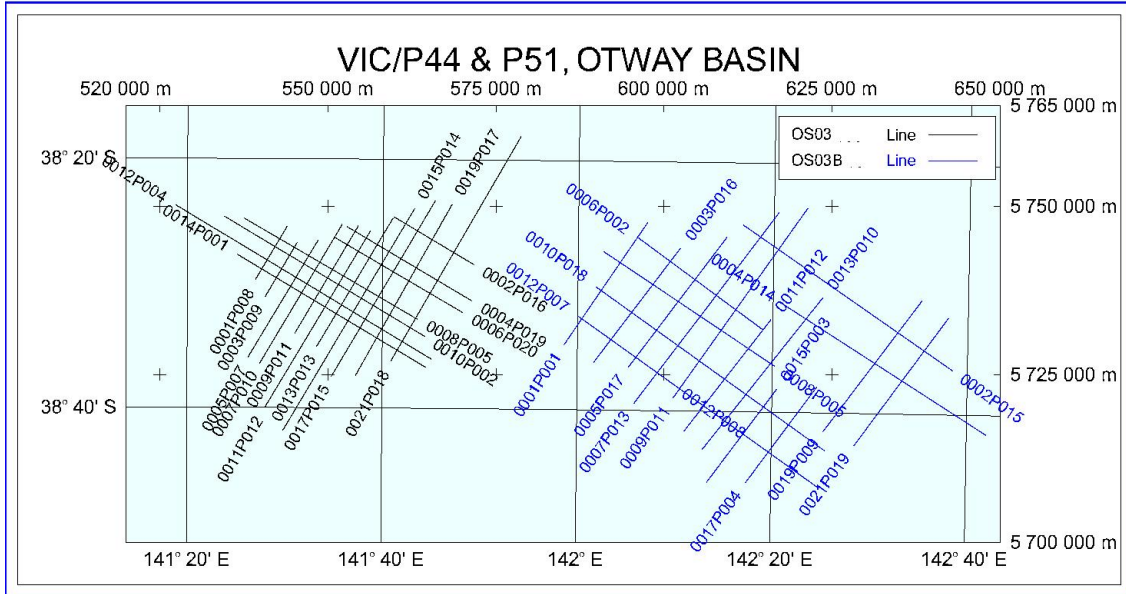 VIC/P44 & P51, OTWAY BASIN
520 000 m 550 000 m 575 000 m 600 000 m 625 000 m 650 000 m
5 765 000 m
OS03 . . . Line
OS03B . . Line
38° 20' S
5 750 000 m
5 725 000 m
38° 40' S
5 700 000 m
0012P004
0014P001
0015P014
0019P017
0001P008
0003P009
0005P007
0007P010
0009P011
0011P012
0013P013
0017P015
0021P018
0002P016
0004P019
0006P020
0008P005
0010P002
0006P002
0010P018
0012P007
0003P016
0004P014
0011P012
0013P010
0001P001
0005P017
0007P013
0009P011
0012P008
0015P003
0008P005
0002P015
0017P004
0019P009
0021P019
141° 20' E 141° 40' E 142° E 142° 20' E 142° 40' E